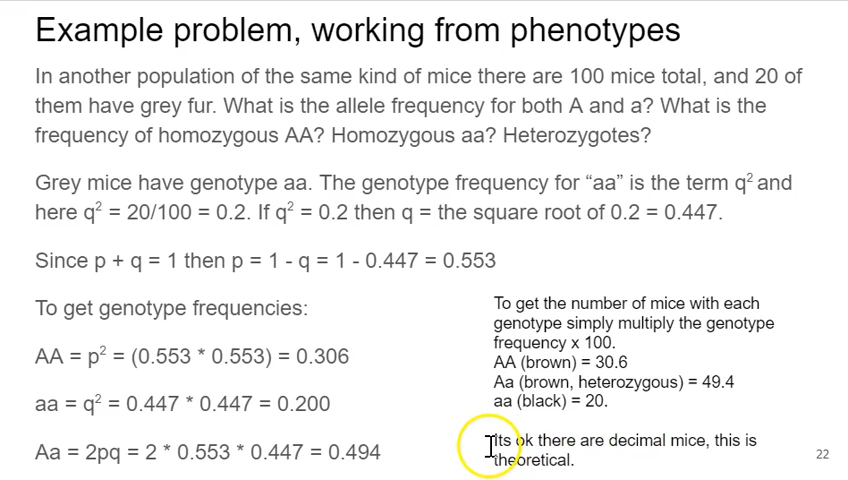 Example problem, working from phenotypes
In another population of the same kind of mice there are 100 mice total, and 20 of
them have grey fur. What is the allele frequency for both A and a? What is the
frequency of homozygous AA? Homozygous aa? Heterozygotes?
Grey mice have genotype aa. The genotype frequency for “aa” is the term q² and
here q² = 20/100 = 0.2. If q² = 0.2 then q = the square root of 0.2 = 0.447.
Since p + q = 1 then p = 1 - q = 1 - 0.447 = 0.553
To get genotype frequencies:
AA = p² = (0.553 * 0.553) = 0.306
aa = q² = 0.447 * 0.447 = 0.200
Aa = 2pq = 2 * 0.553 * 0.447 = 0.494
To get the number of mice with each
genotype simply multiply the genotype
frequency x 100.
AA (brown) = 30.6
Aa (brown, heterozygous) = 49.4
aa (black) = 20.
Its ok there are decimal mice, this is
theoretical.
22